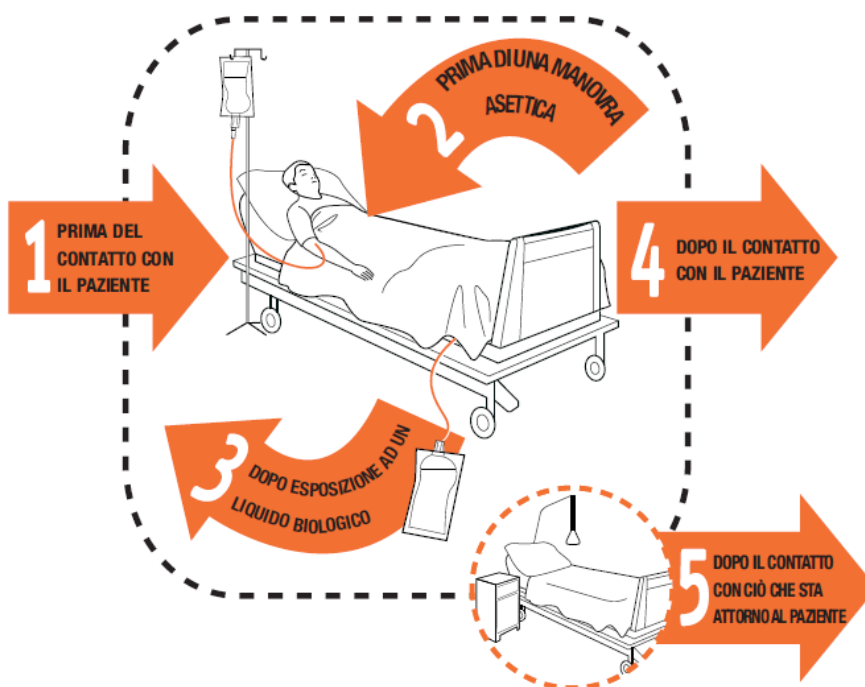 1
PRIMA DEL
CONTATTO CON
IL PAZIENTE
2
PRIMA DI UNA MANOVRA
ASETTICA
3
DOPO ESPOSIZIONE AD UN
LIQUIDO BIOLOGICO
4
DOPO IL CONTATTO
CON IL PAZIENTE
5
DOPO IL CONTATTO
CON CIÒ CHE STA
ATTORNO AL PAZIENTE